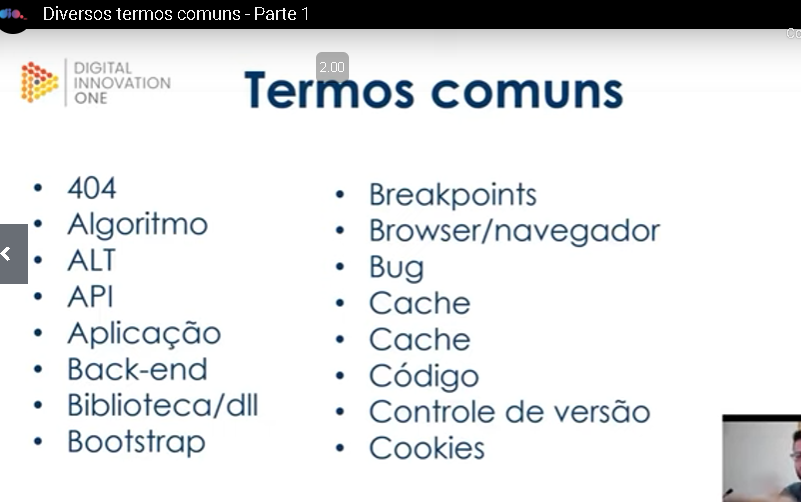 Diversos termos comuns - Parte 1
DIGITAL
INNOVATION
ONE
2.00
Termos comuns
• 404
• Algoritmo
• ALT
• API
• Aplicação
• Back-end
• Biblioteca/dll
• Bootstrap
• Breakpoints
• Browser/navegador
• Bug
• Cache
• Cache
• Código
• Controle de versão
• Cookies